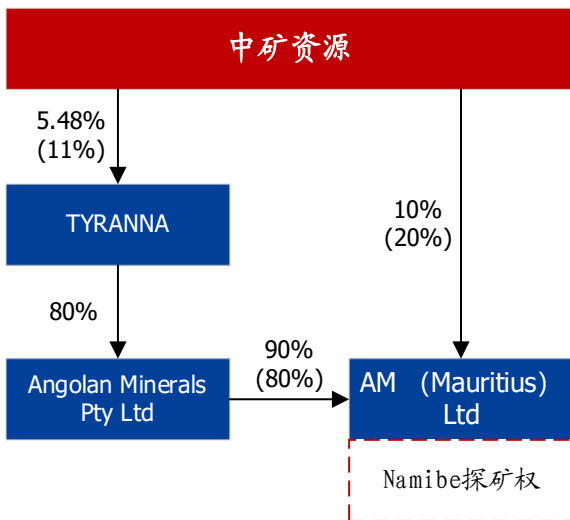 中矿资源
5.48%
(11%)
10%
(20%)
TYRANNA
80%
90%
(80%)
Angolan Minerals
Pty Ltd
AM (Mauritius)
Ltd
Namibe探矿权